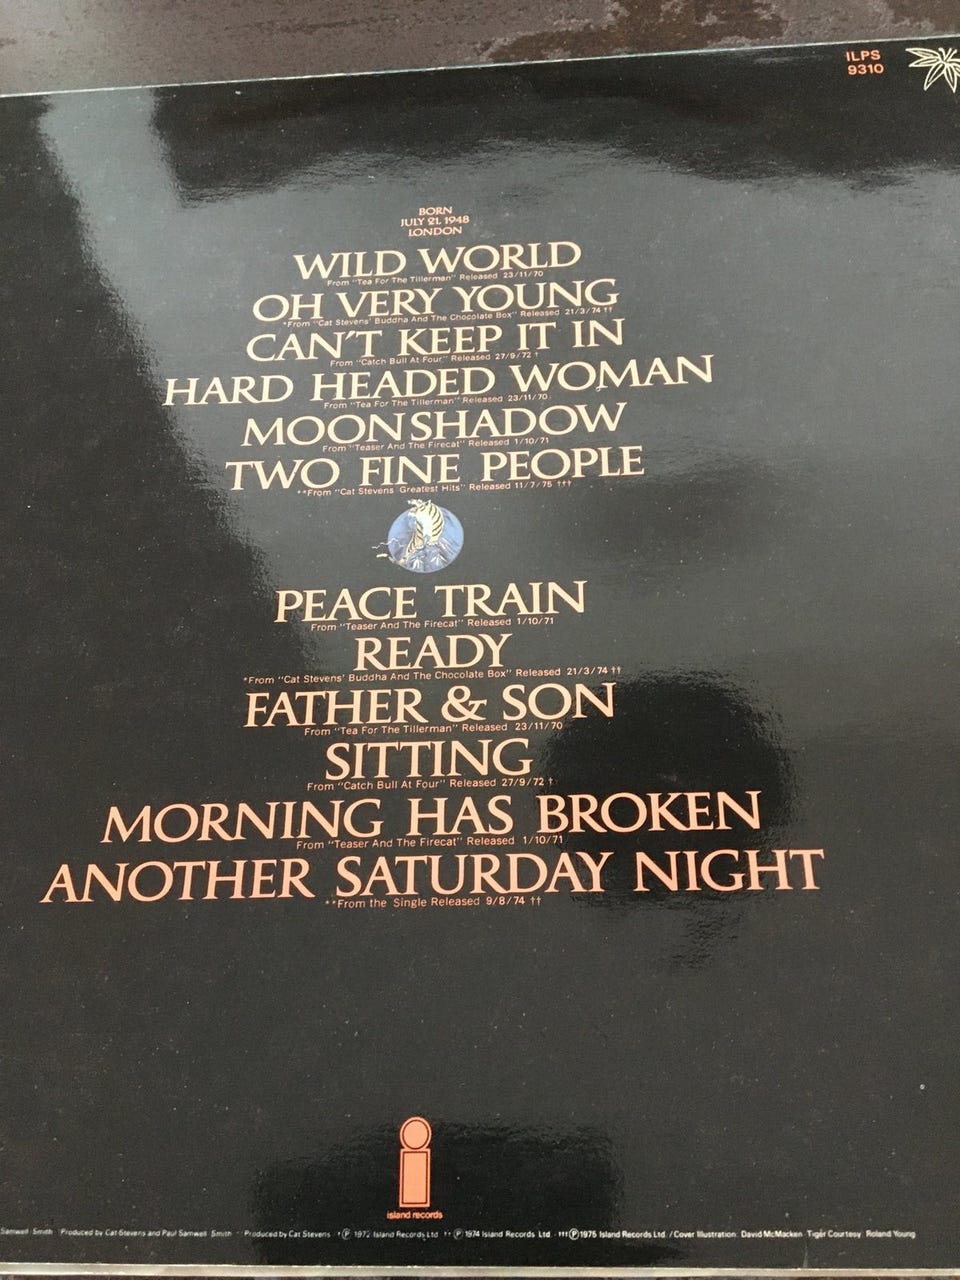 ILPS
9310
BORN
JULY 21, 1948
LONDON
WILD WORLD
From "Tea For The Tillerman" Released 23/11/70
OH VERY YOUNG
*From "Cat Stevens' Buddha And The Chocolate Box" Released 21/3/74 ††
CAN'T KEEP IT IN
From "Catch Bull At Four" Released 27/9/72 †
HARD HEADED WOMAN
From "Tea For The Tillerman" Released 23/11/70
MOONSHADOW
From "Teaser And The Firecat" Released 1/10/71
TWO FINE PEOPLE
**From "Cat Stevens Greatest Hits" Released 11/7/75 †††
PEACE TRAIN
From "Teaser And The Firecat" Released 1/10/71
READY
*From "Cat Stevens' Buddha And The Chocolate Box" Released 21/3/74 ††
FATHER & SON
From "Tea For The Tillerman" Released 23/11/70
SITTING
From "Catch Bull At Four" Released 27/9/72 †
MORNING HAS BROKEN
From "Teaser And The Firecat" Released 1/10/71
ANOTHER SATURDAY NIGHT
**From the Single Released 9/8/74 ††
island records
Samwell Smith *Produced by Cat Stevens and Paul Samwell Smith **Produced by Cat Stevens †℗ 1972 Island Records Ltd ††℗ 1974 Island Records Ltd. †††℗ 1975 Island Records Ltd. / Cover Illustration: David McMacken Tiger Courtesy: Roland Young